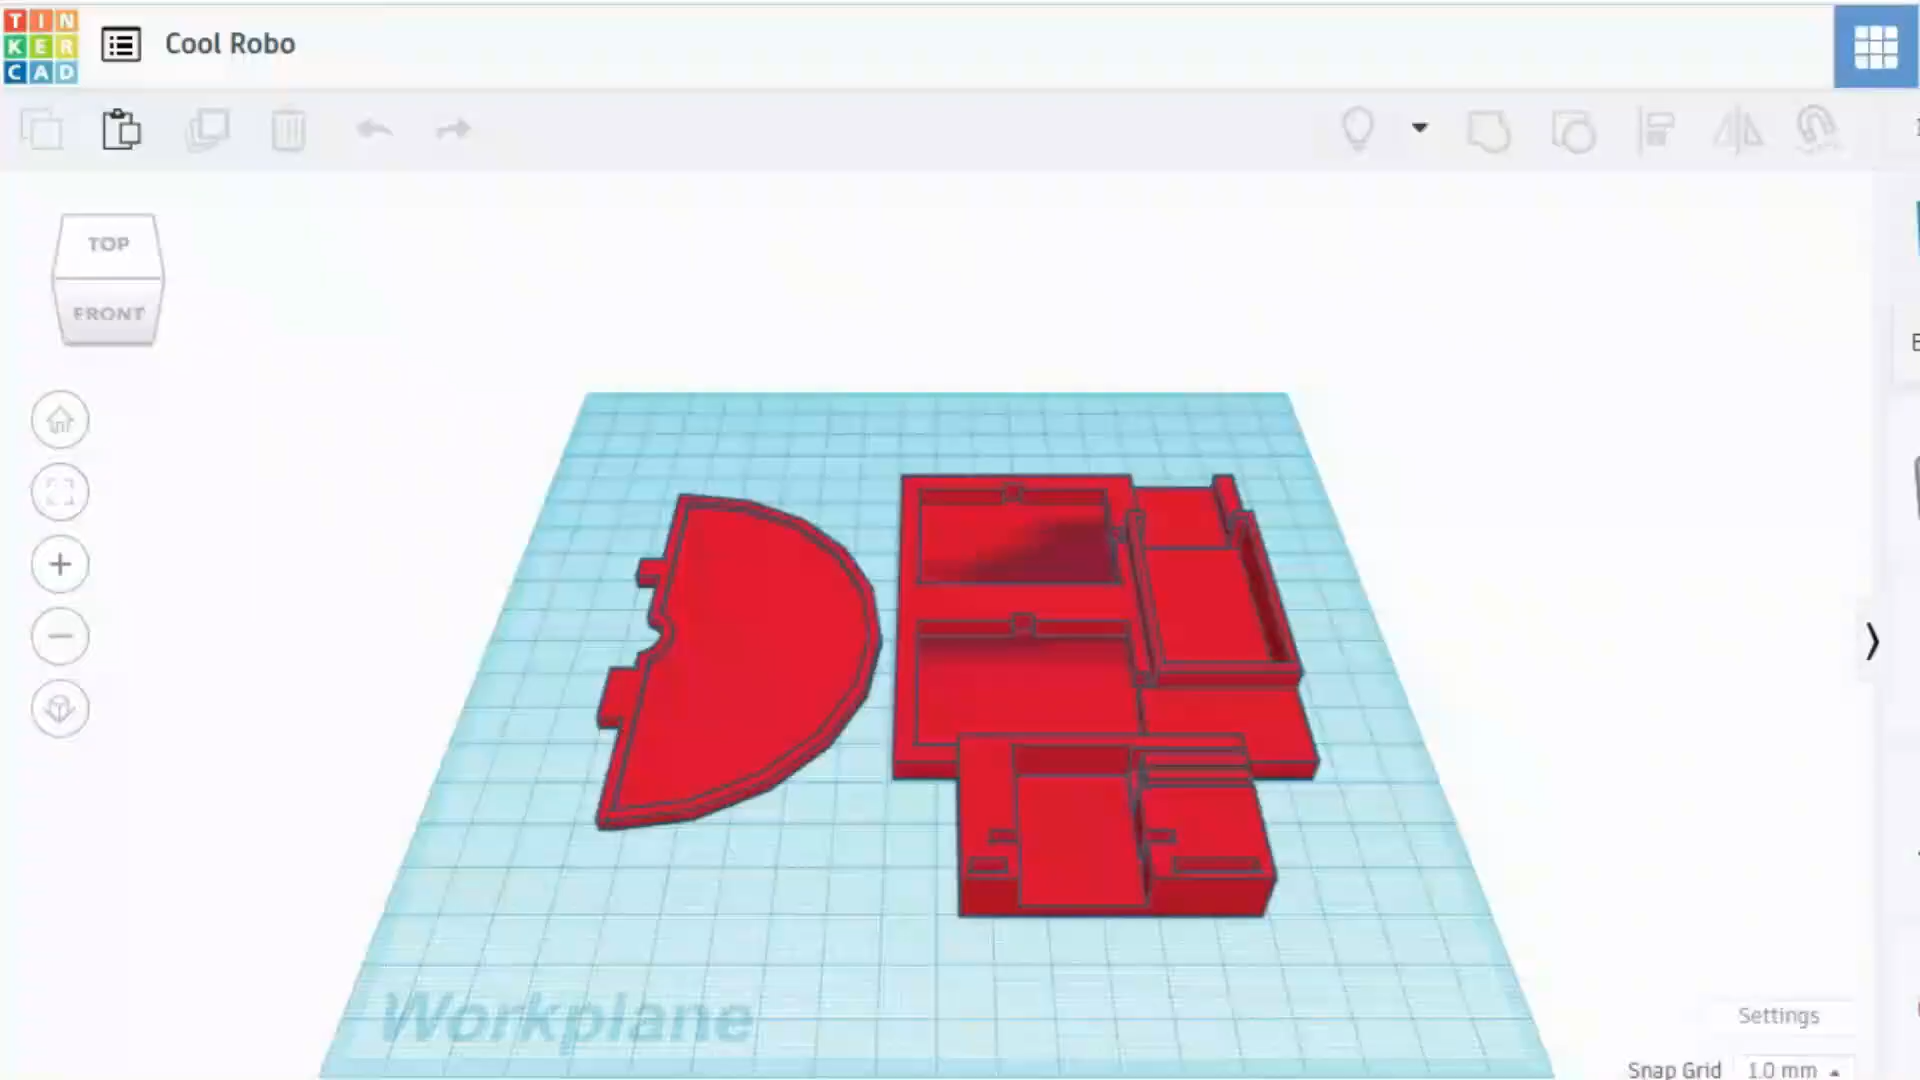 TIN
KER
CAD
Cool Robo
TOP
FRONT
Workplane
Settings
Snap Grid 1.0 mm